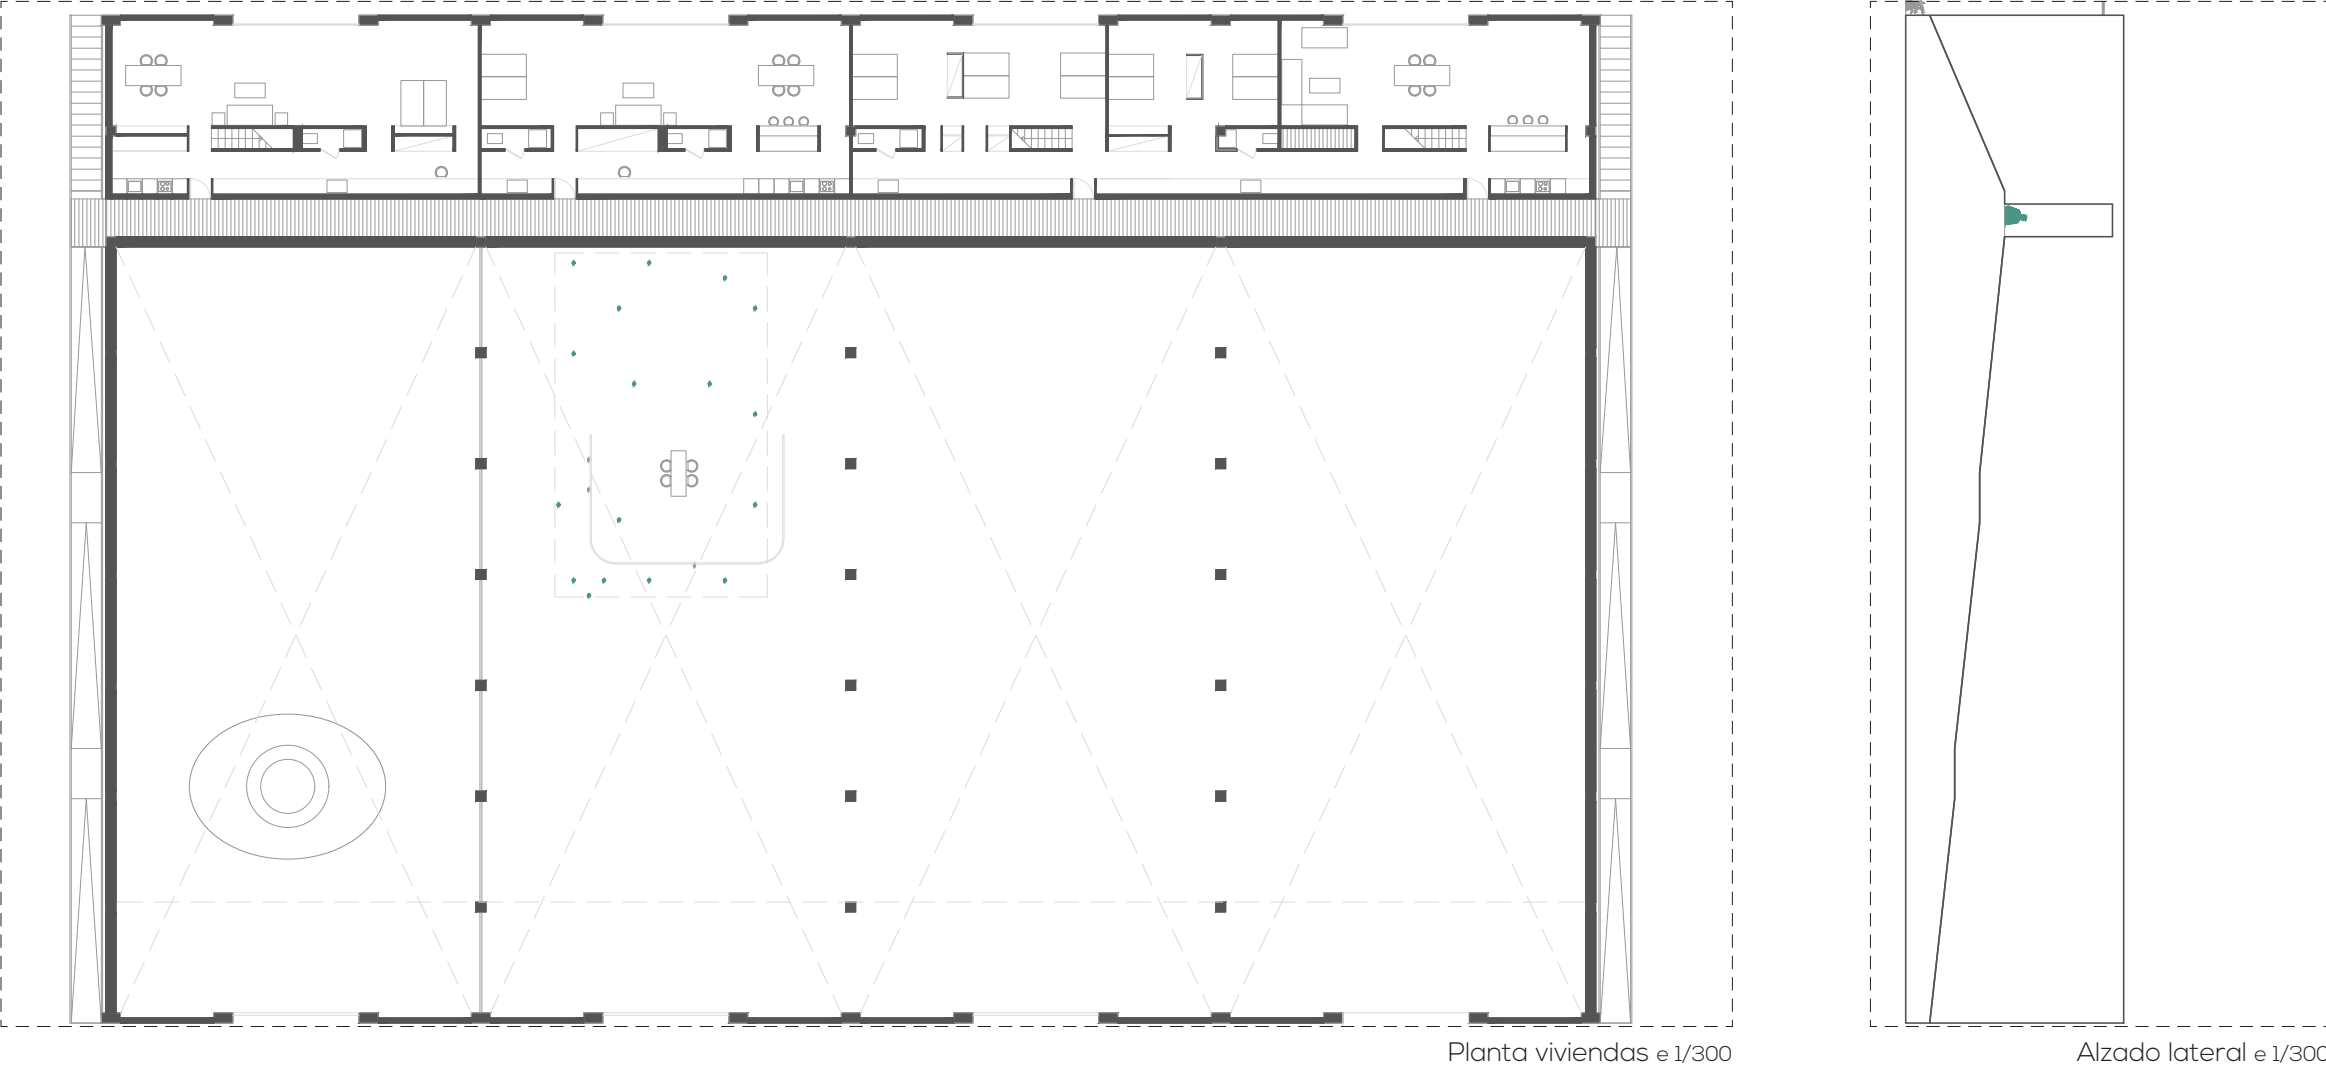 Planta viviendas e 1/300
Alzado lateral e 1/300